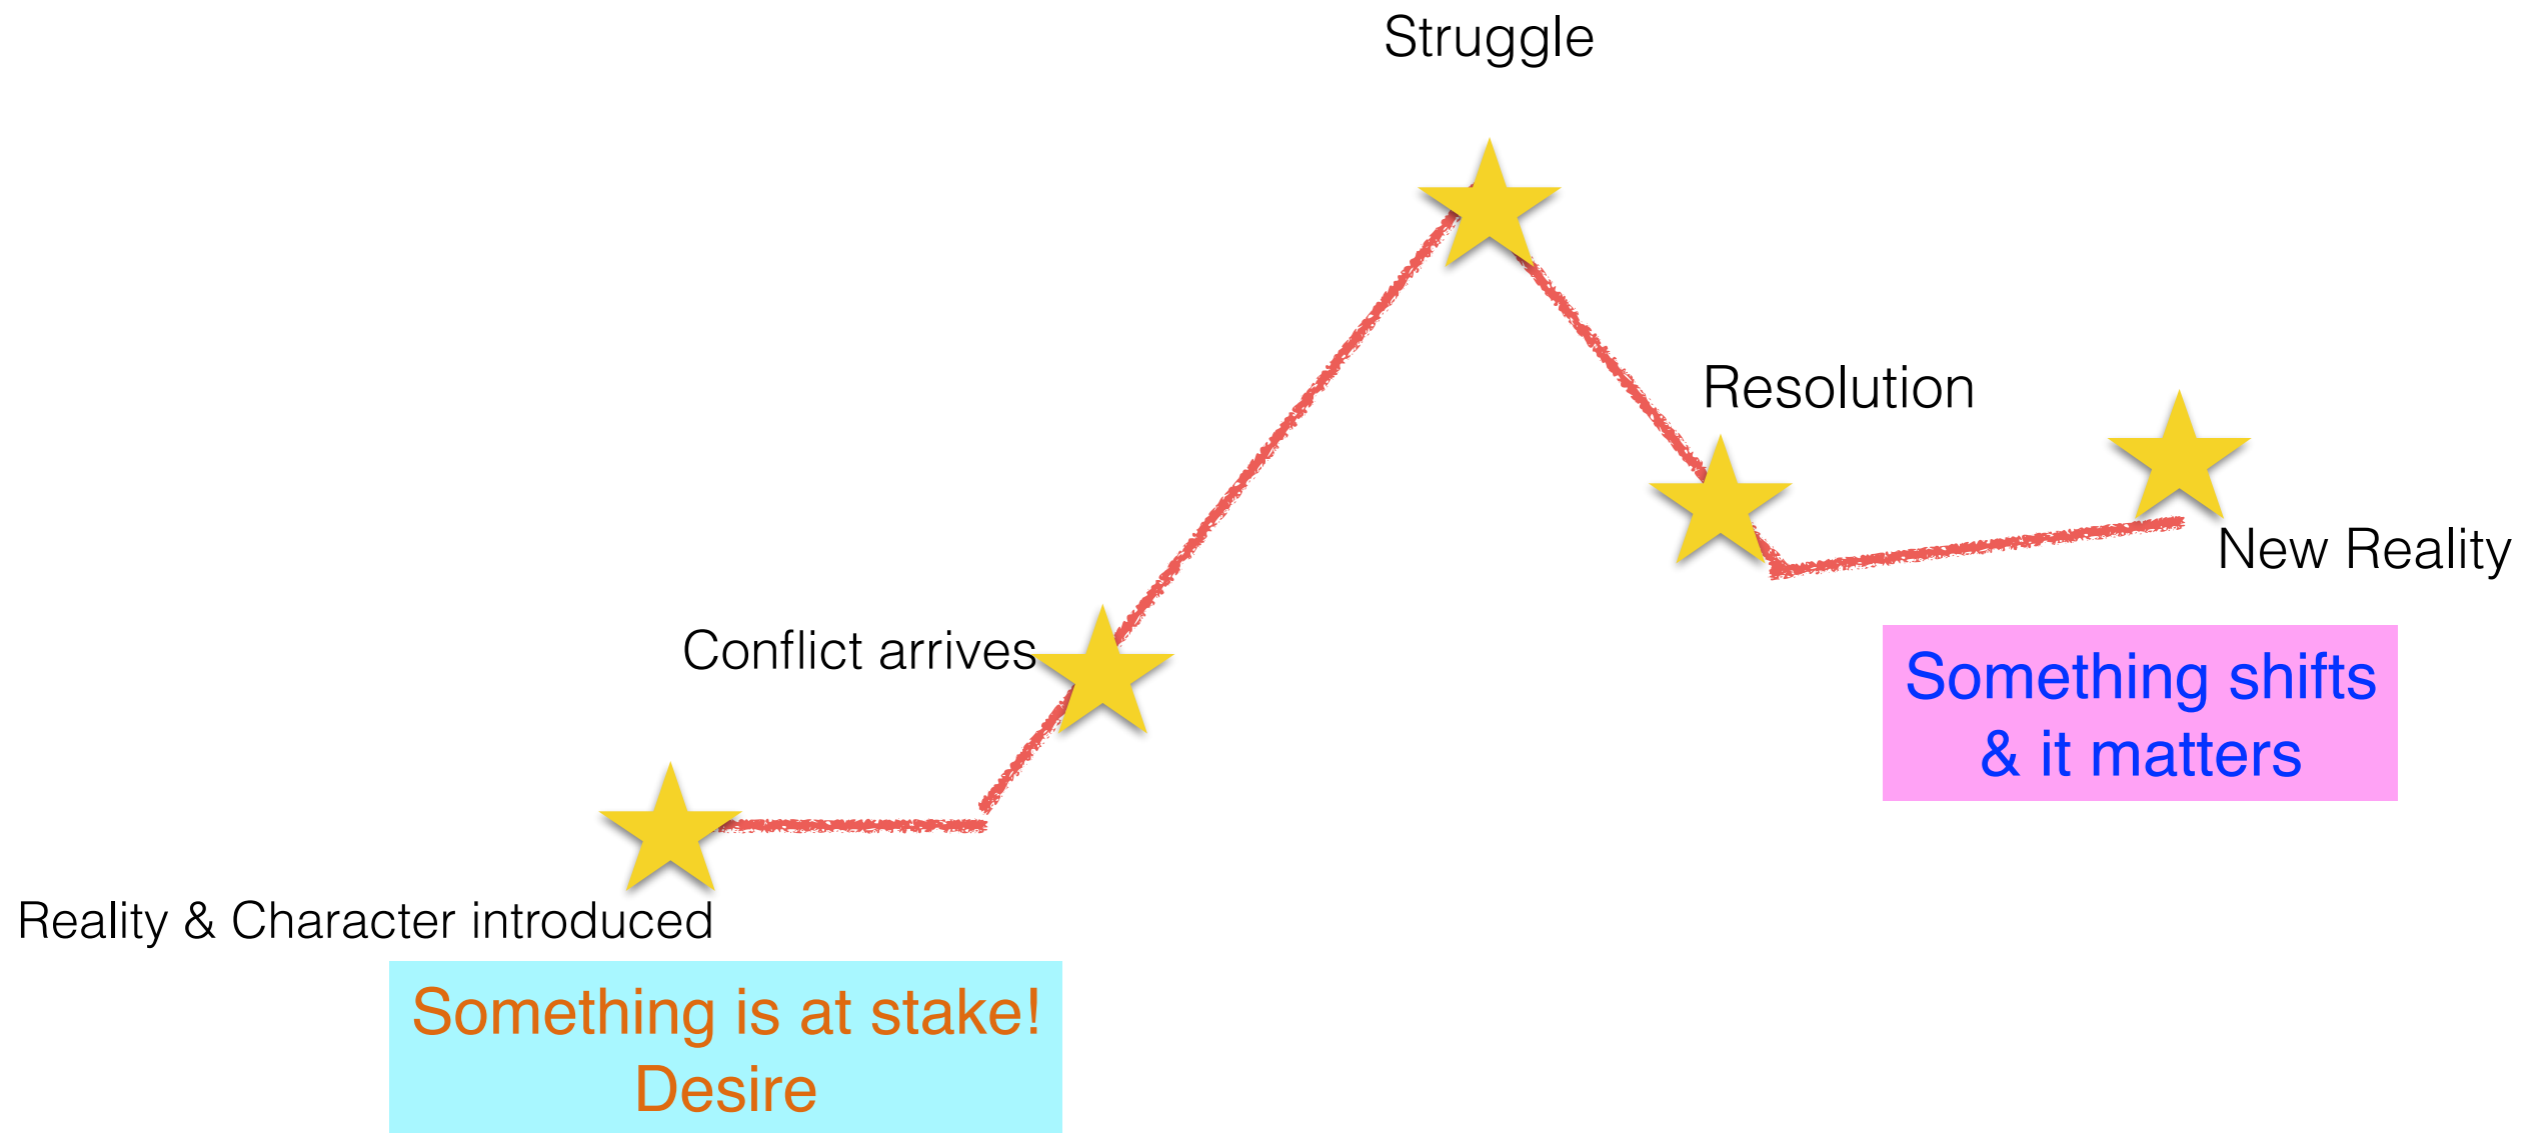 Struggle
Resolution
New Reality
Conflict arrives
Something shifts
& it matters
Reality & Character introduced
Something is at stake!
Desire